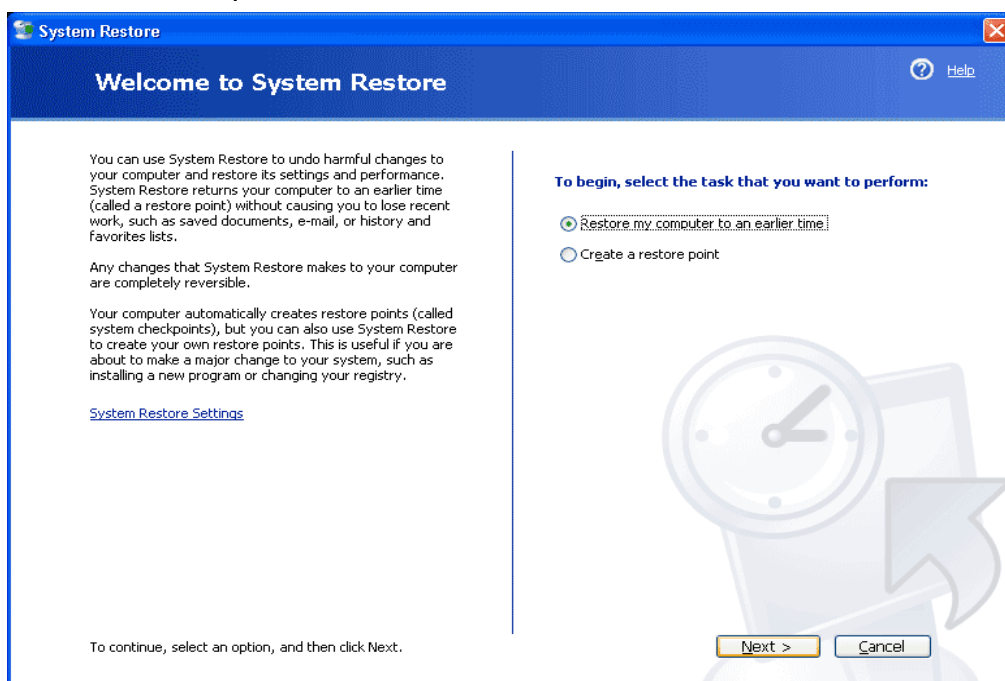 System Restore
Welcome to System Restore
Help
You can use System Restore to undo harmful changes to
your computer and restore its settings and performance.
System Restore returns your computer to an earlier time
(called a restore point) without causing you to lose recent
work, such as saved documents, e-mail, or history and
favorites lists.
Any changes that System Restore makes to your computer
are completely reversible.
Your computer automatically creates restore points (called
system checkpoints), but you can also use System Restore
to create your own restore points. This is useful if you are
about to make a major change to your system, such as
installing a new program or changing your registry.
System Restore Settings
To begin, select the task that you want to perform:
Restore my computer to an earlier time
Create a restore point
To continue, select an option, and then click Next.
Next >
Cancel